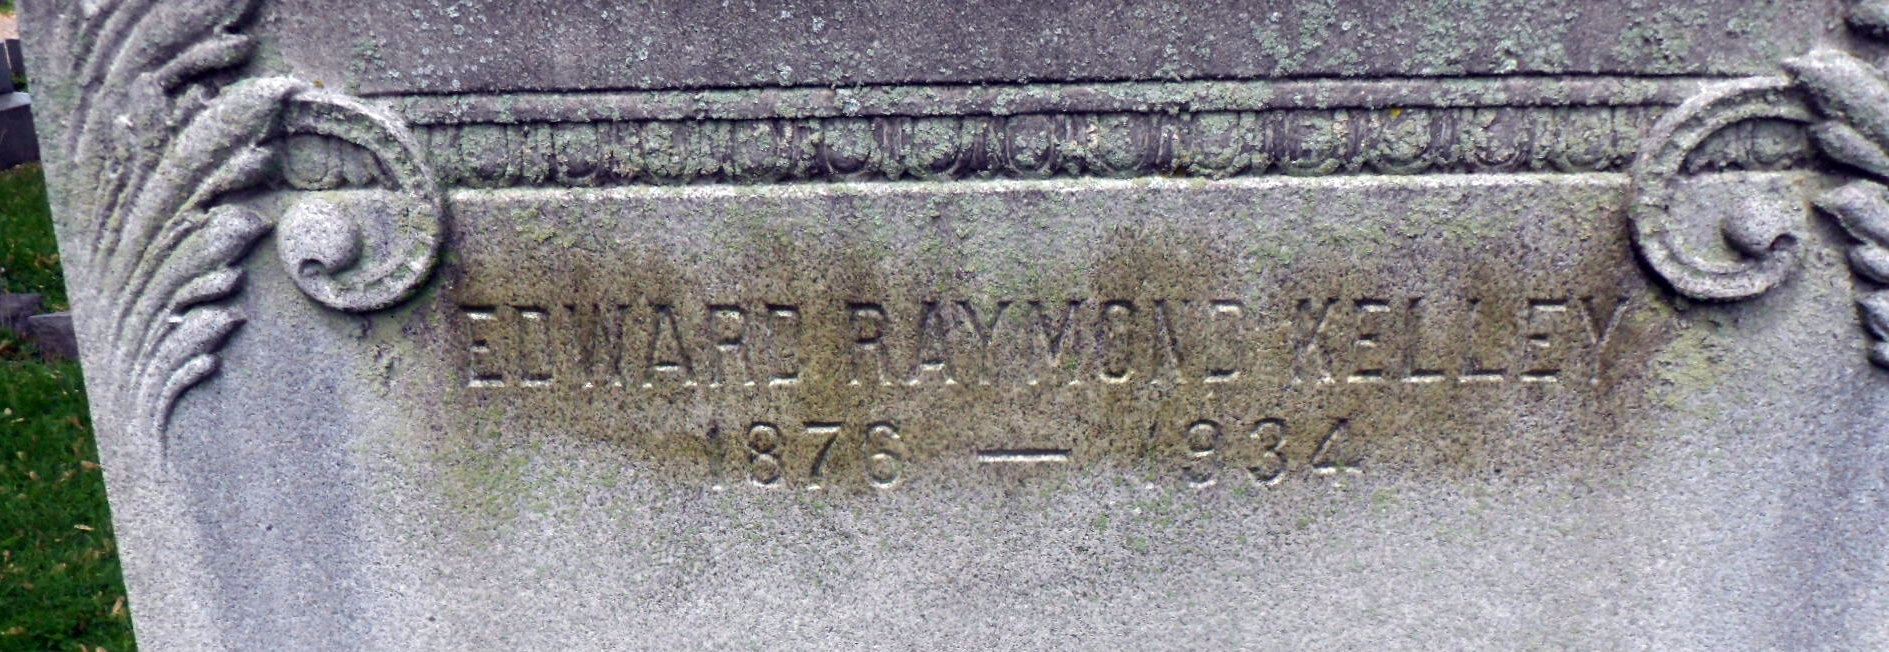 EDWARD RAYMOND KELLEY
1876 — 1934